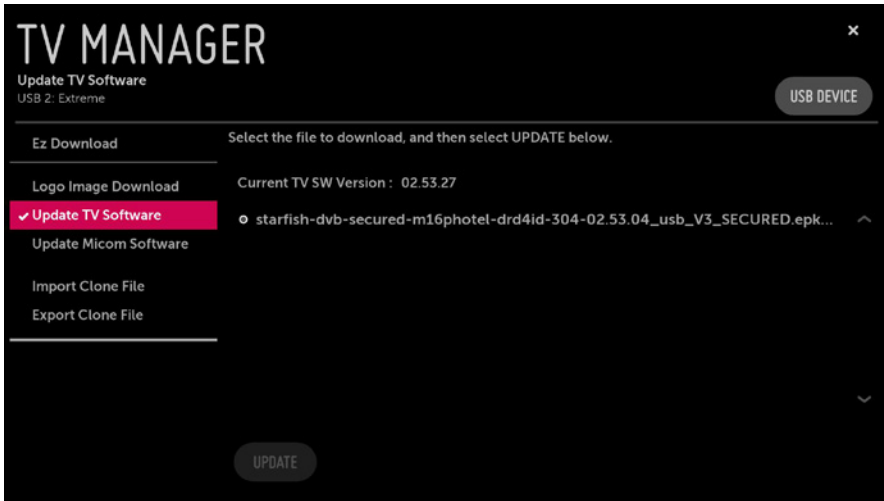 TV MANAGER
Update TV Software
USB 2: Extreme
USB DEVICE
Ez Download
Select the file to download, and then select UPDATE below.
Logo Image Download
Current TV SW Version : 02.53.27
Update TV Software
starfish-dvb-secured-m16photel-drd4id-304-02.53.04_usb_V3_SECURED.epk...
Update Micom Software
Import Clone File
Export Clone File
UPDATE